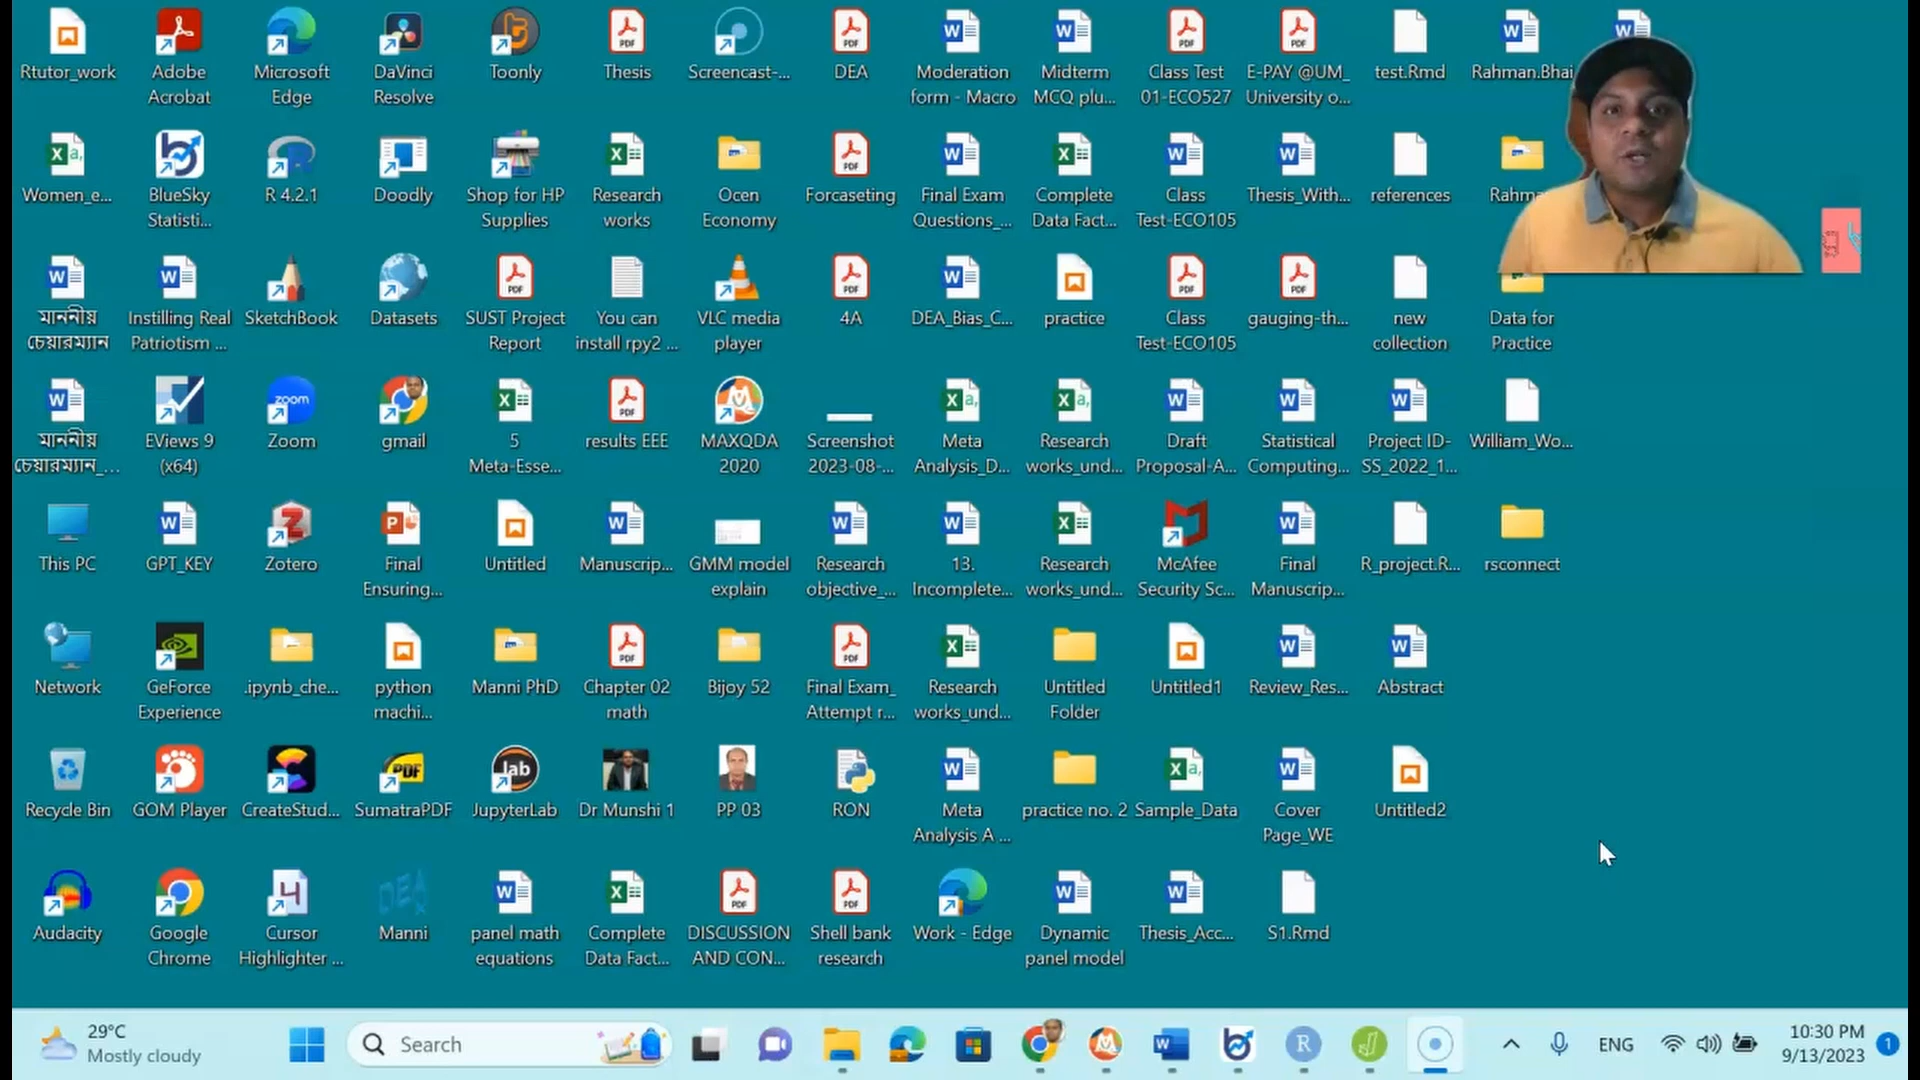 Rtutor_work
Adobe
Acrobat
Microsoft
Edge
DaVinci
Resolve
Toonly
Thesis
Screencast-...
DEA
Moderation
form - Macro
Midterm
MCQ plu...
Class Test
01-ECO527
E-PAY @UM_
University o...
test.Rmd
Rahman.Bhai
Women_e...
BlueSky
Statisti...
R 4.2.1
Doodly
Shop for HP
Supplies
Research
works
Ocen
Economy
Forcaseting
Final Exam
Questions_...
Complete
Data Fact...
Class
Test-ECO105
Thesis_With...
references
মাননীয়
চেয়ারম্যান
Instilling Real
Patriotism ...
SketchBook
Datasets
SUST Project
Report
You can
install rpy2 ...
VLC media
player
4A
DEA_Bias_C...
practice
Class
Test-ECO105
gauging-th...
new
collection
Data for
Practice
মাননীয়
চেয়ারম্যান_...
EViews 9
(x64)
zoom
Zoom
gmail
5
Meta-Esse...
results EEE
MAXQDA
2020
Screenshot
2023-08-...
Meta
Analysis_D...
Research
works_und...
Draft
Proposal-A...
Statistical
Computing...
Project ID-
SS_2022_1...
William_Wo...
This PC
GPT_KEY
Zotero
Final
Ensuring...
Untitled
Manuscrip...
GMM model
explain
Research
objective_...
13.
Incomplete...
Research
works_und...
McAfee
Security Sc...
Final
Manuscrip...
R_project.R...
rsconnect
Network
GeForce
Experience
.ipynb_che...
python
machi...
Manni PhD
Chapter 02
math
Bijoy 52
Final Exam_
Attempt r...
Research
works_und...
Untitled
Folder
Untitled1
Review_Res...
Abstract
Recycle Bin
GOM Player
CreateStud...
PDF
SumatraPDF
lab
JupyterLab
Dr Munshi 1
PP 03
RON
Meta
Analysis A ...
practice no. 2
Sample_Data
Cover
Page_WE
Untitled2
Audacity
Google
Chrome
Cursor
Highlighter ...
Manni
panel math
equations
Complete
Data Fact...
DISCUSSION
AND CON...
Shell bank
research
Work - Edge
Dynamic
panel model
Thesis_Acc...
S1.Rmd
29°C
Mostly cloudy
Search
ENG
10:30 PM
9/13/2023
1